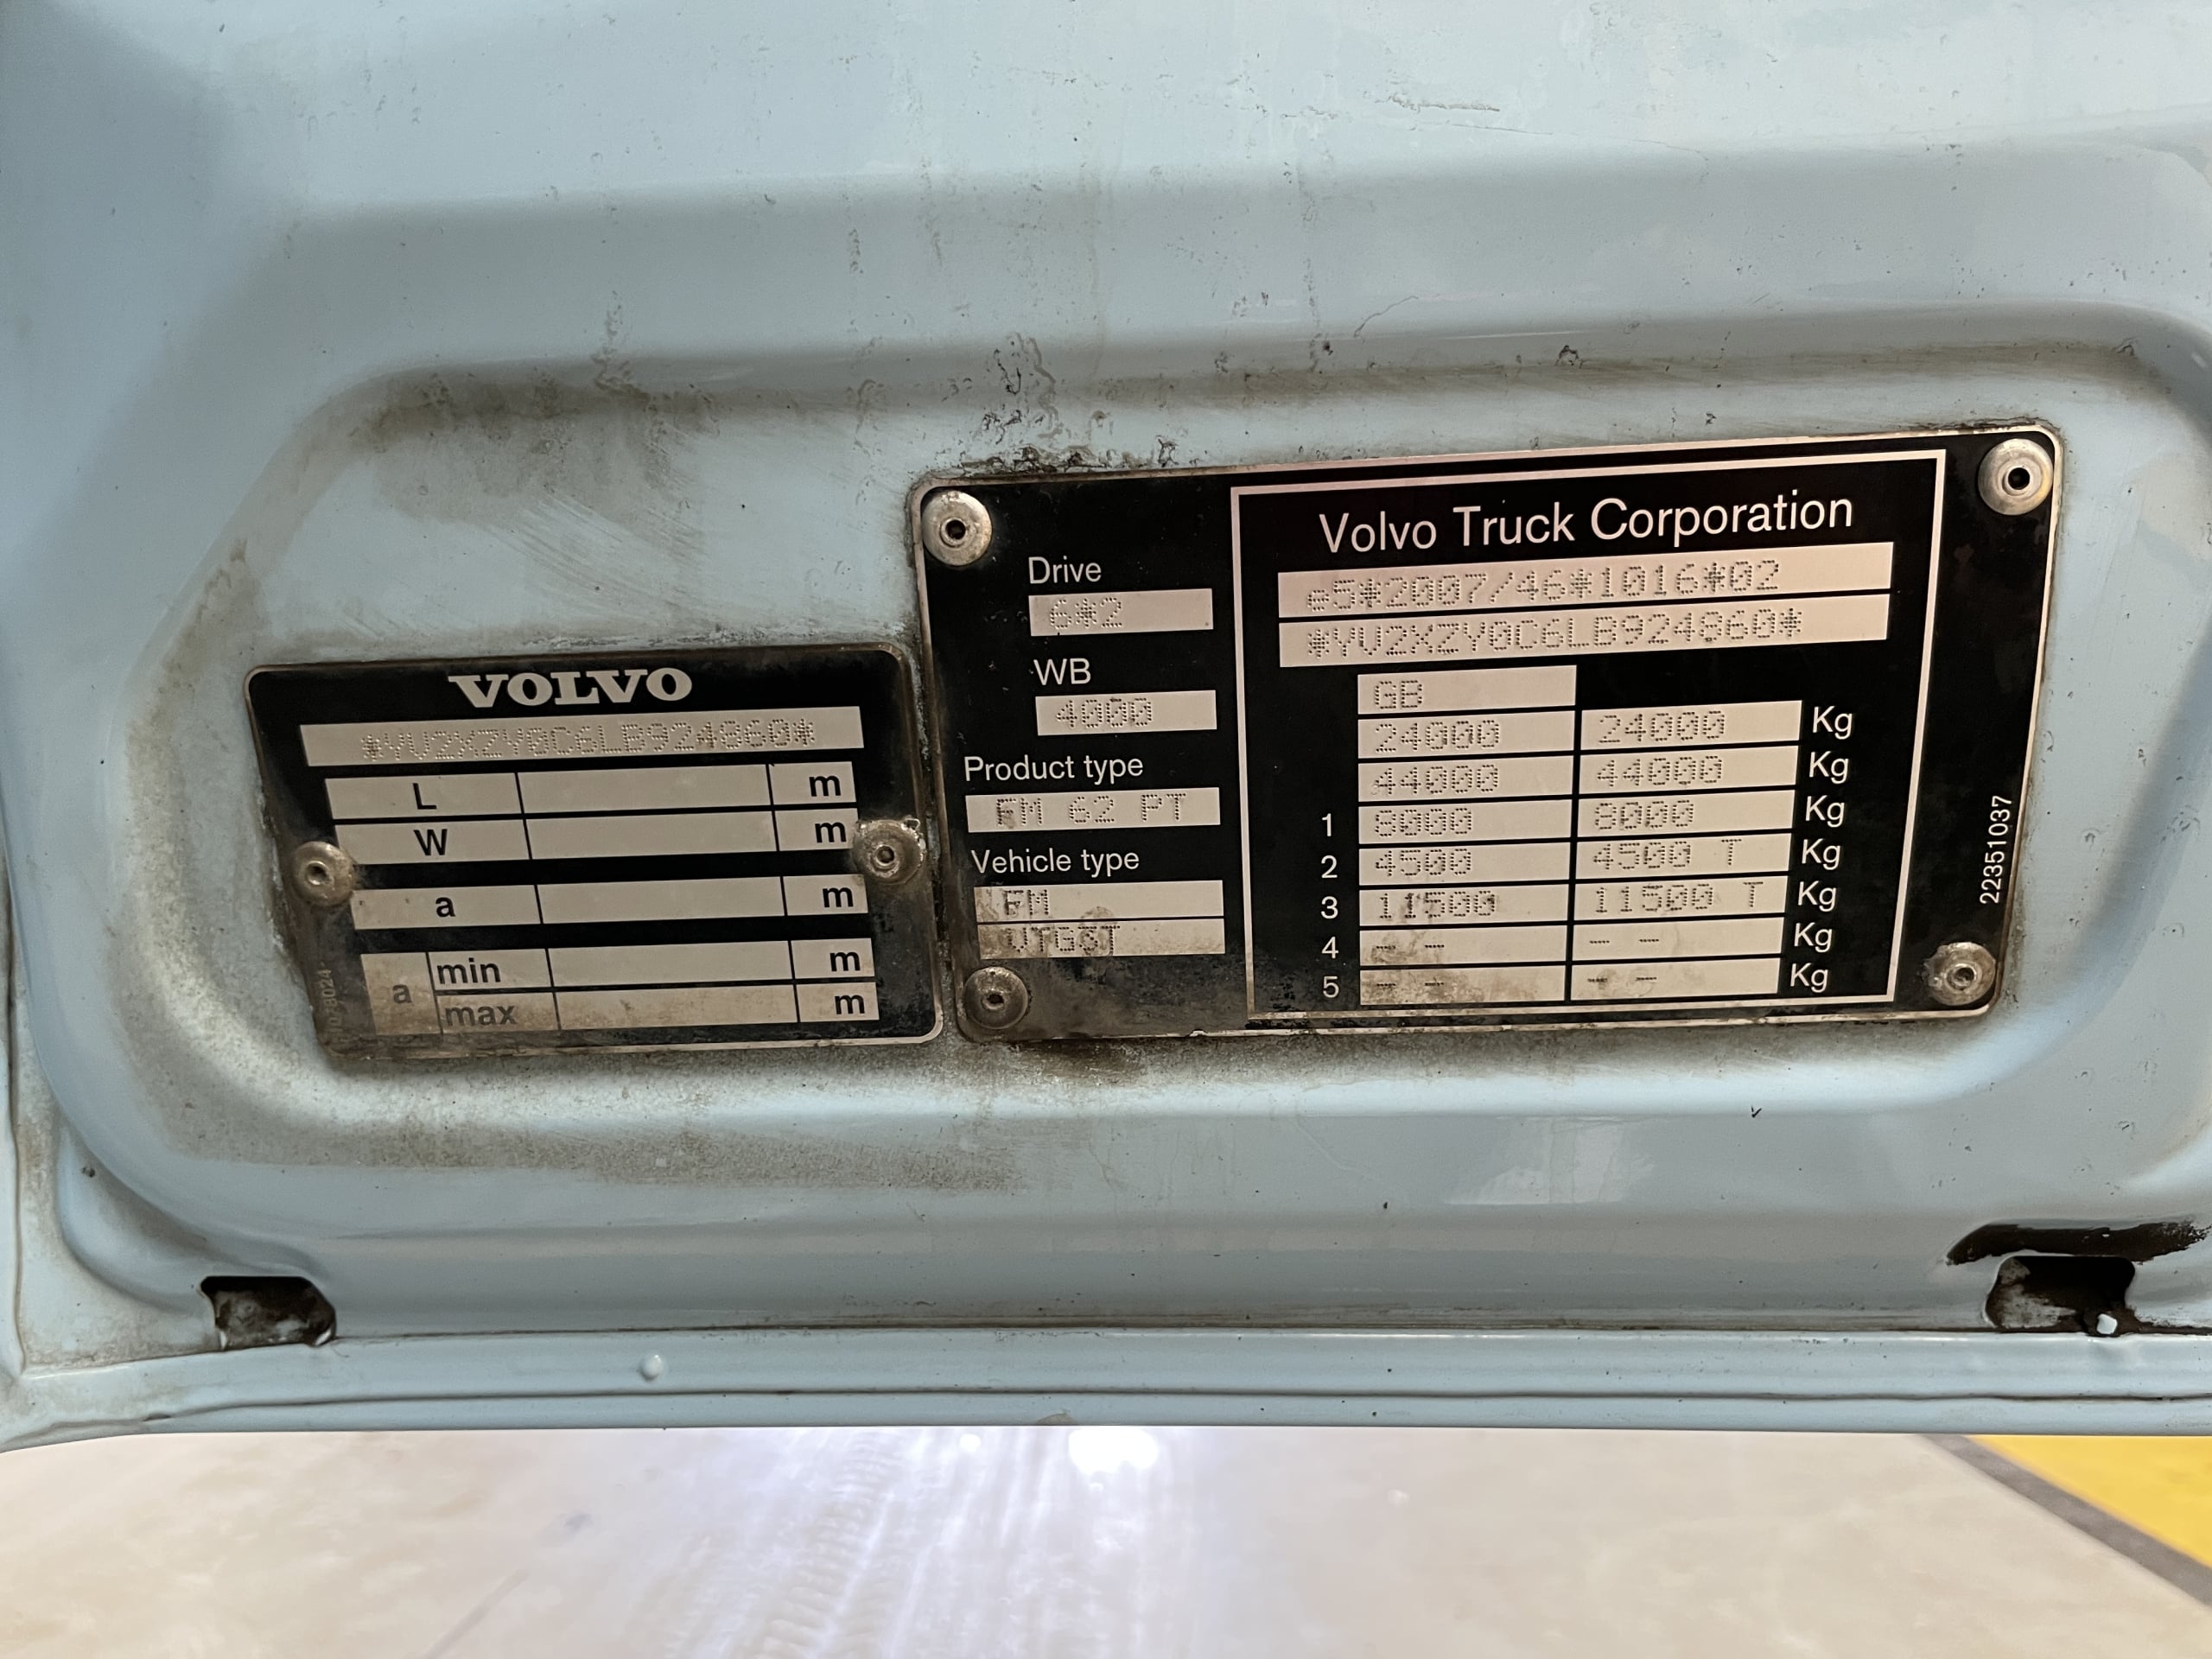 VOLVO
*YV2XZY0C6LB924860*
L m
W m
a m
a min m
max m
Drive
6*2
WB
4000
Product type
FM 62 PT
Vehicle type
FM
VTG3T
Volvo Truck Corporation
e5*2007/46*1016*02
*YV2XZY0C6LB924860*
GB
24000 24000 Kg
44000 44000 Kg
1 8000 8000 Kg
2 4500 4500 T Kg
3 11500 11500 T Kg
4 -- -- Kg
5 -- -- Kg
22351037